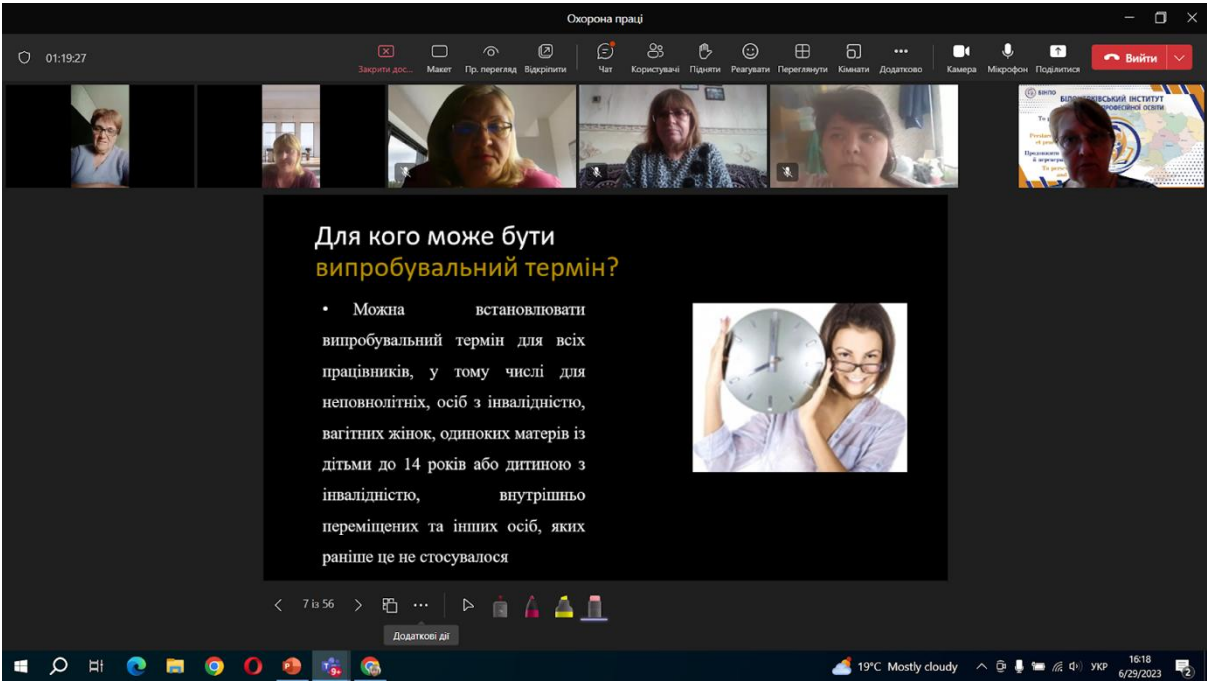 Охорона праці
01:19:27
Закрити дос...
Макет
Пр. перегляд
Відкріпити
Чат
Користувачі
Підняти
Реагувати
Переглянути
Кімнати
Додатково
Камера
Мікрофон
Поділитися
Вийти
БІНПО
ІНСТИТУТ
Для кого може бути
випробувальний термін?
• Можна встановлювати
випробувальний термін для всіх
працівників, у тому числі для
неповнолітніх, осіб з інвалідністю,
вагітних жінок, одиноких матерів із
дітьми до 14 років або дитиною з
інвалідністю, внутрішньо
переміщених та інших осіб, яких
раніше це не стосувалося
7 із 56
Додаткові дії
9+
19°C Mostly cloudy
УКР
16:18
6/29/2023
2